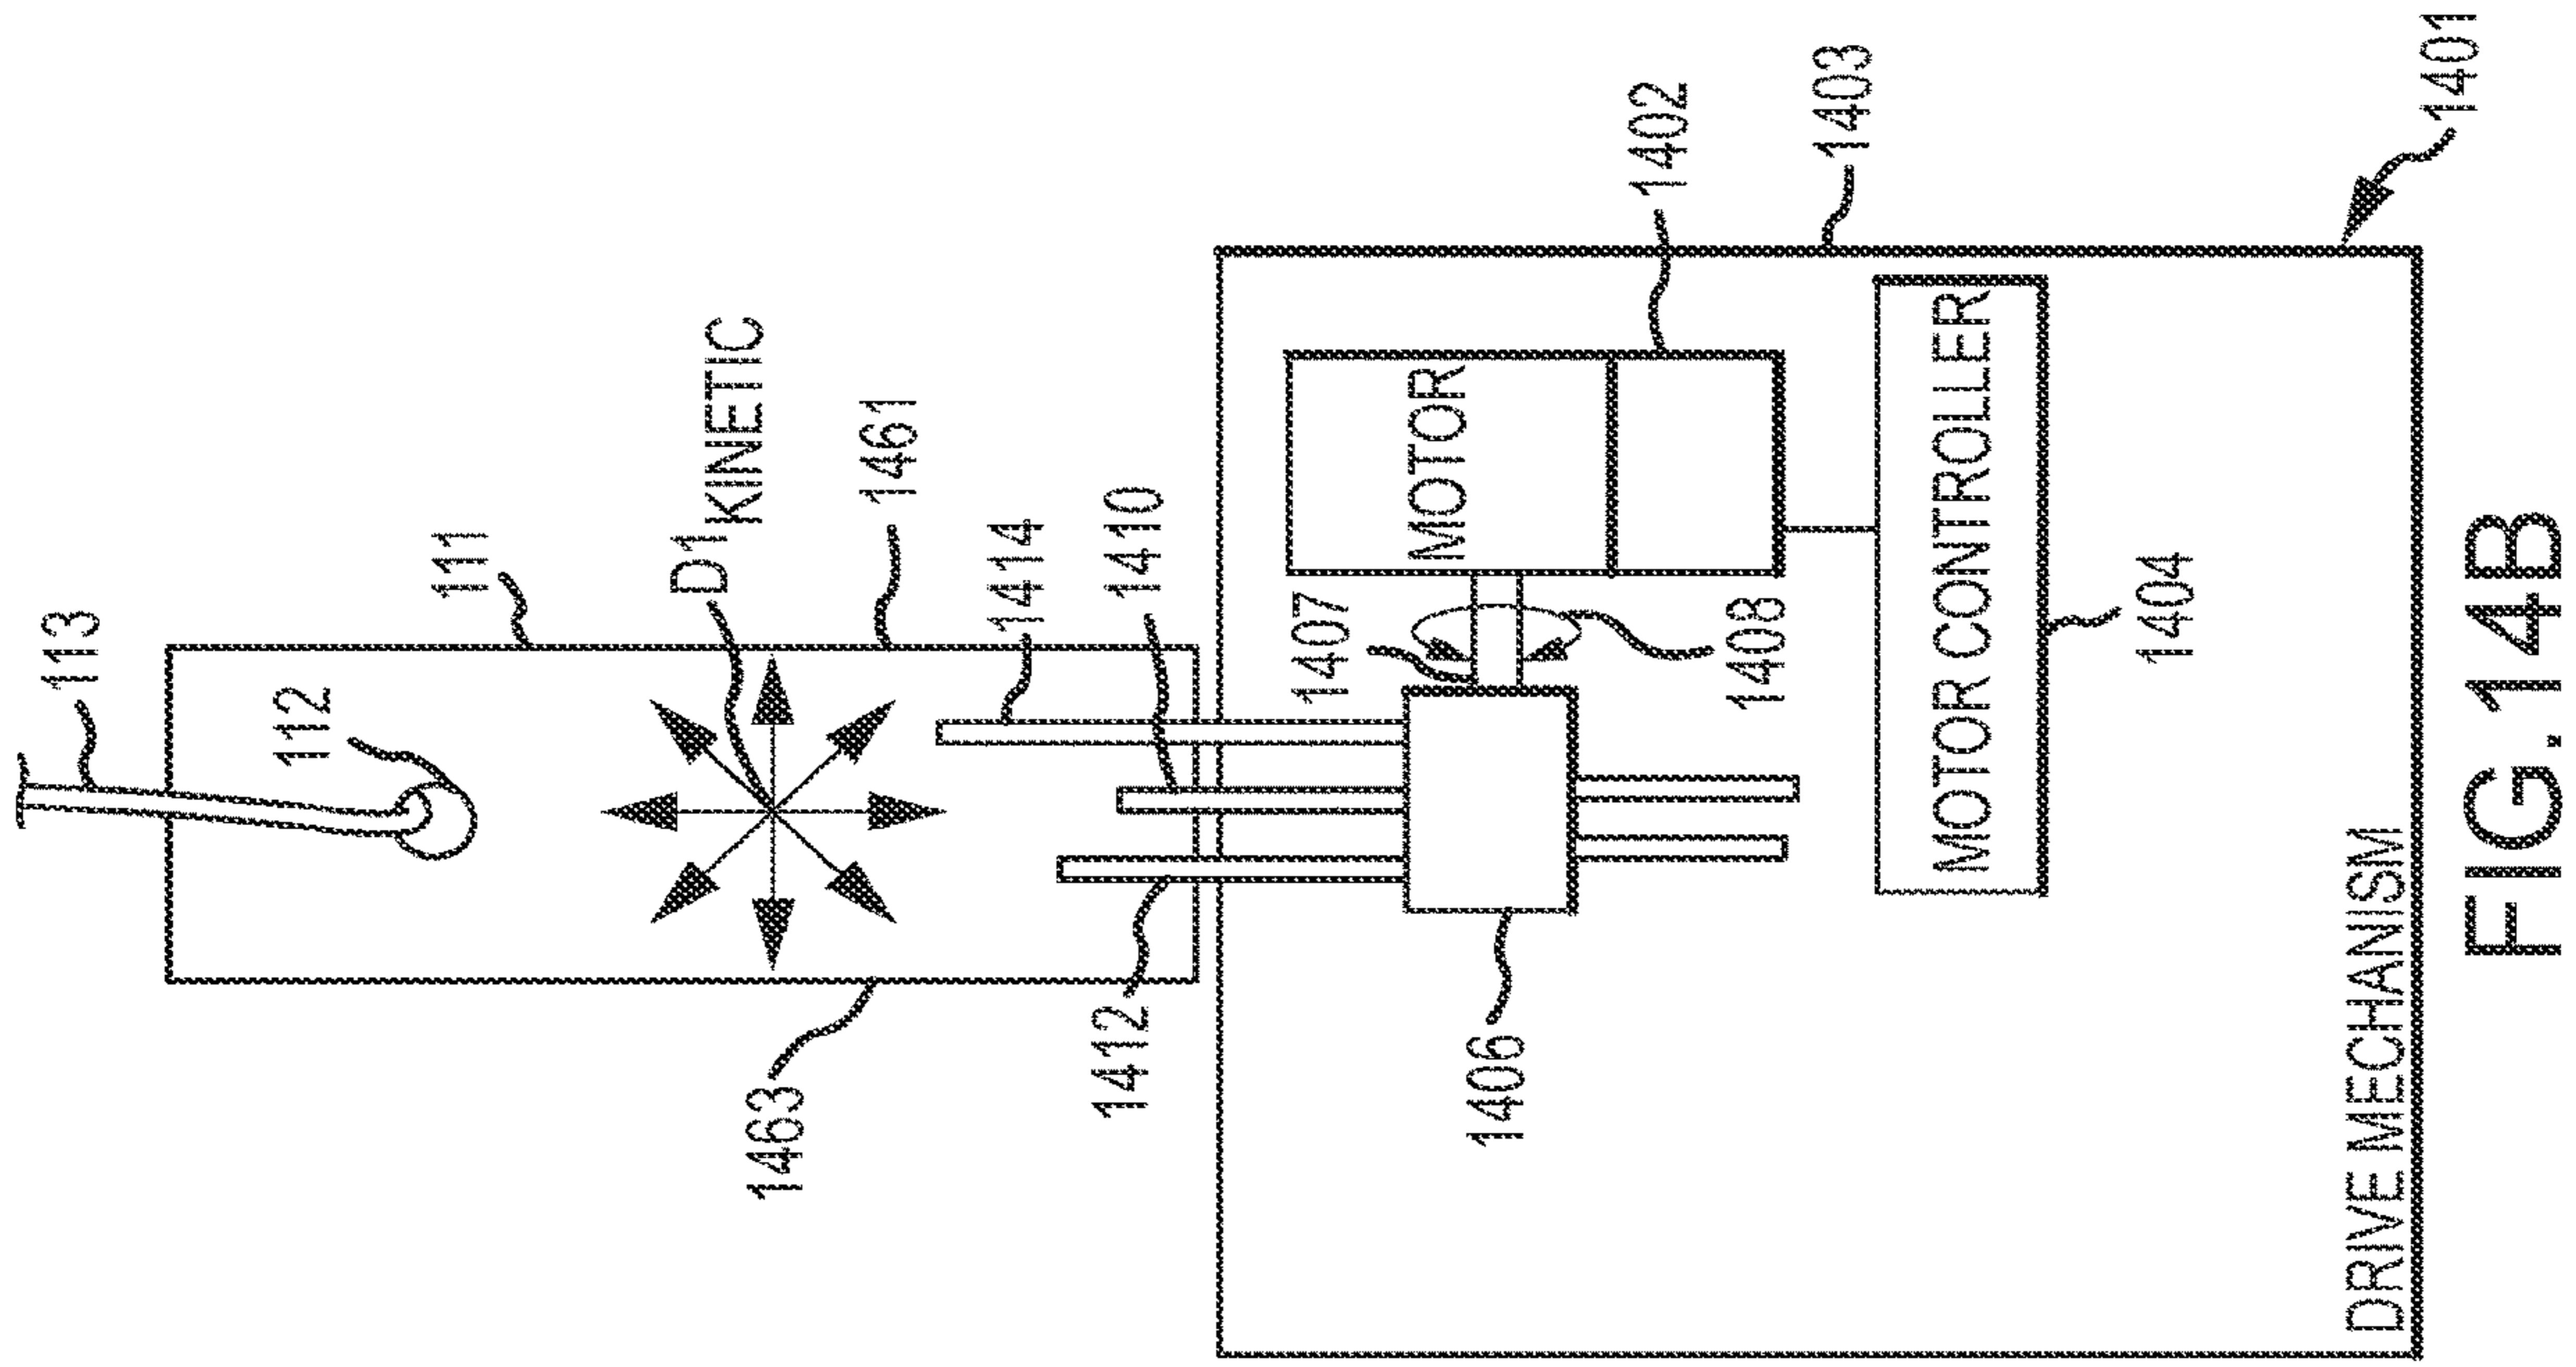 113
112
111
D1
KINETIC
1461
1463
1414
1410
1412
1407
1408
1406
MOTOR
1402
1403
MOTOR CONTROLLER
1404
DRIVE MECHANISM
1401
FIG. 14B